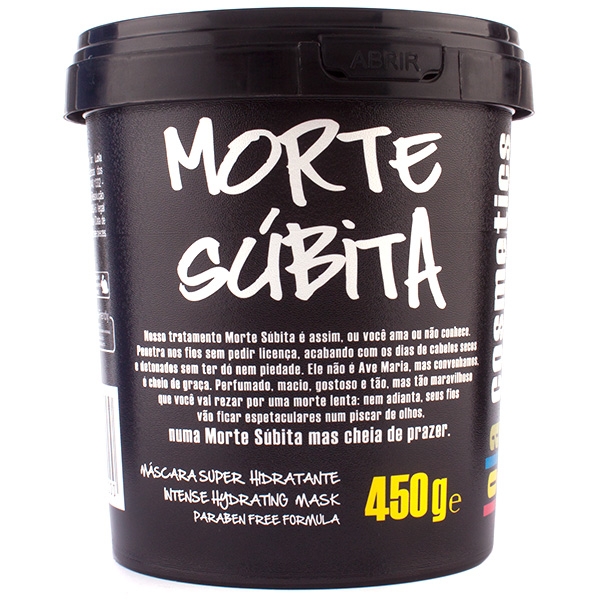 ABRIR
MORTE
SÚBITA
Nosso tratamento Morte Súbita é assim, ou você ama ou não conhece.
Penetra nos fios sem pedir licença, acabando com os dias de cabelos secos
e detonados sem ter dó nem piedade. Ele não é Ave Maria, mas convenhamos,
é cheio de graça. Perfumado, macio, gostoso e tão, mas tão maravilhoso
que você vai rezar por uma morte lenta: nem adianta, seus fios
vão ficar espetaculares num piscar de olhos,
numa Morte Súbita mas cheia de prazer.
MÁSCARA SUPER HIDRATANTE
INTENSE HYDRATING MASK
PARABEN FREE FORMULA
450ge
lola cosmetics